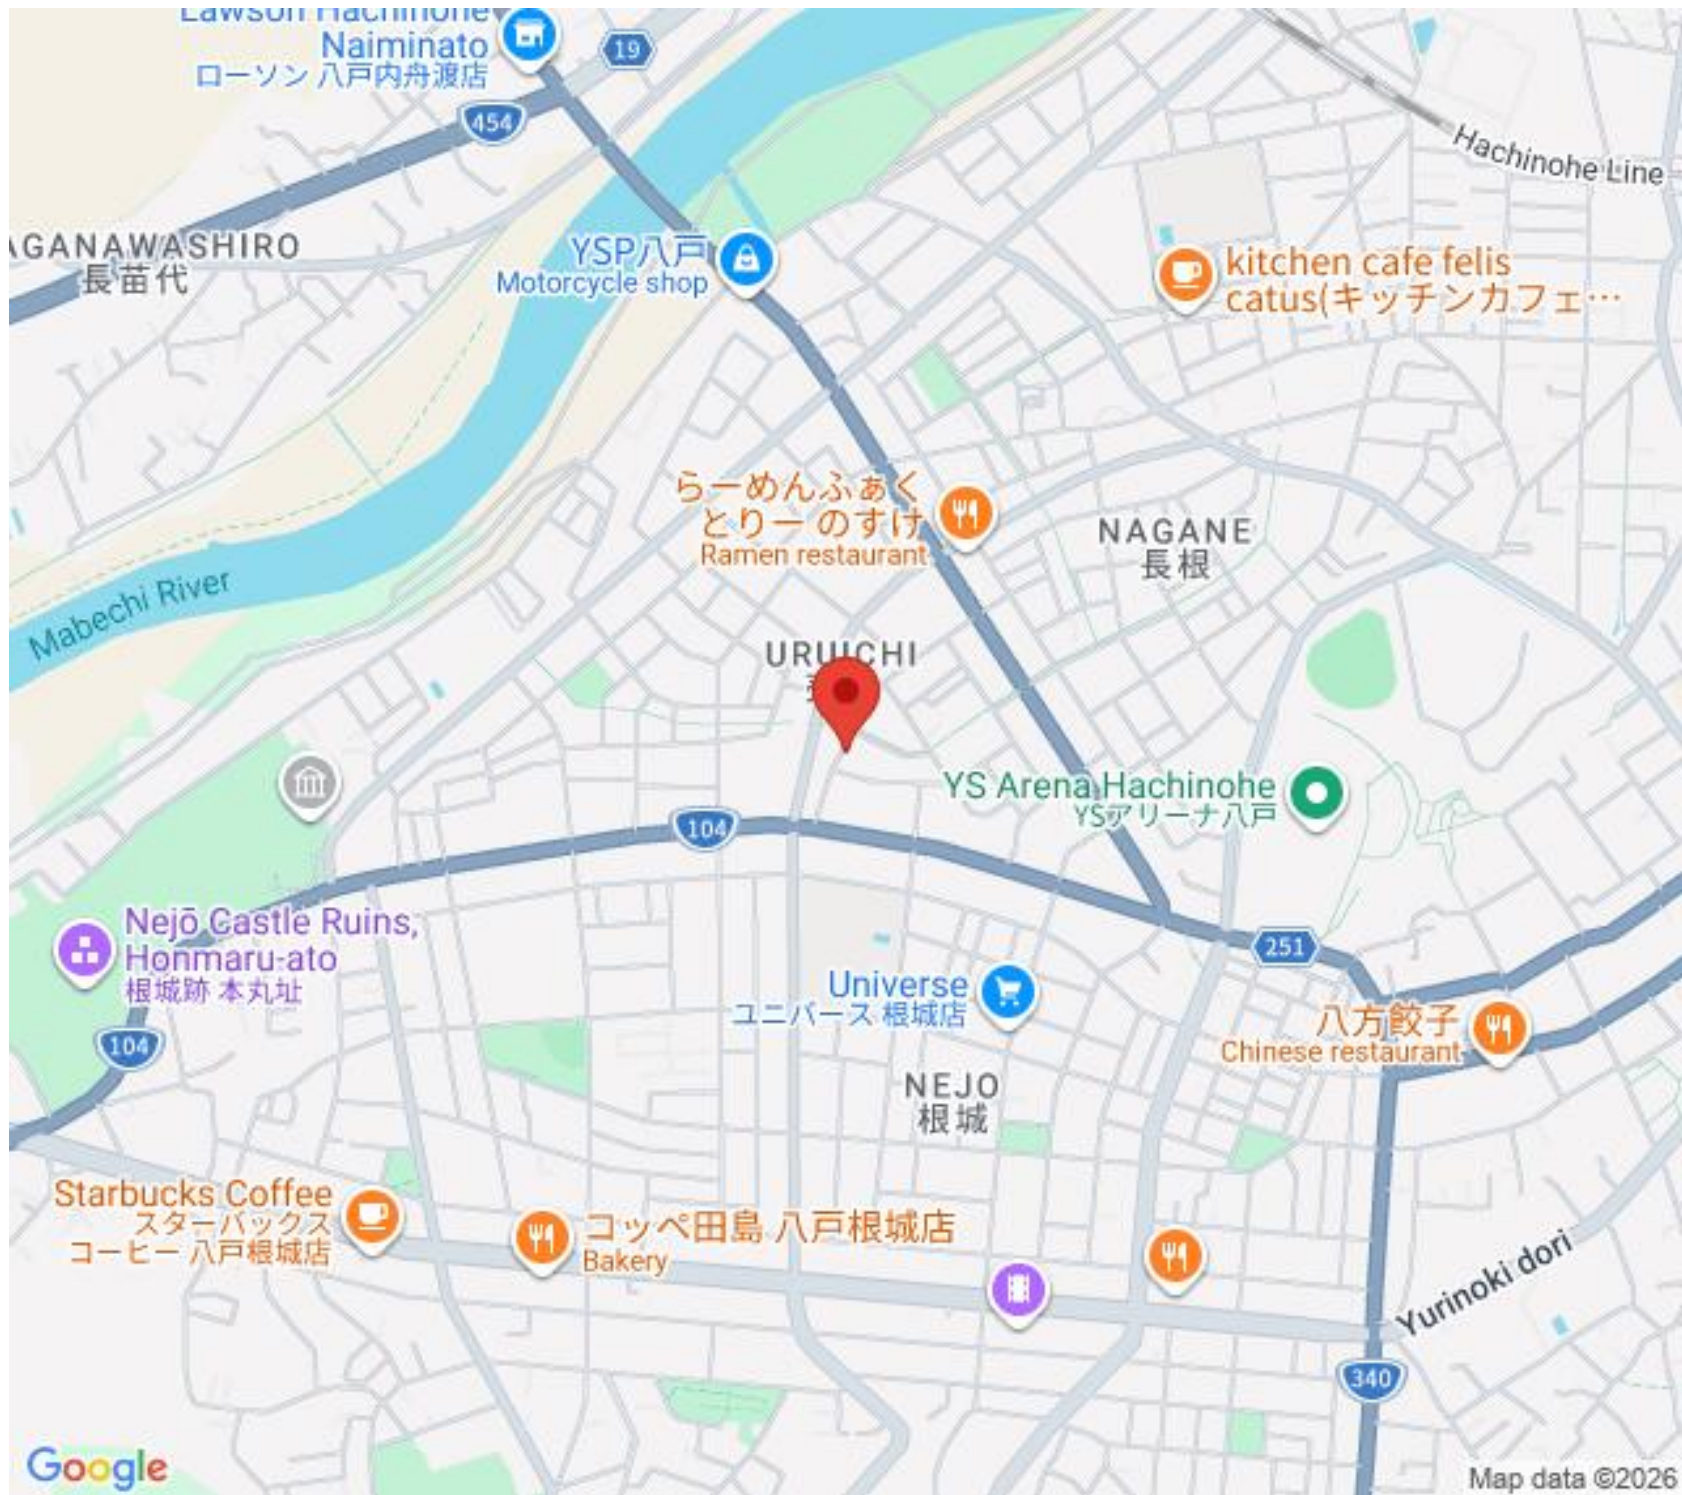 Lawson Hachinohe
Naiminato
ローソン 八戸内舟渡店
19
454
Hachinohe Line
AGANAWASHIRO
長苗代
YSP八戸
Motorcycle shop
kitchen cafe felis
catus(キッチンカフェ…
らーめんふぁく
とりー のすけ
Ramen restaurant
NAGANE
長根
Mabechi River
URUICHI
YS Arena Hachinohe
YSアリーナ八戸
104
Nejō Castle Ruins,
Honmaru-ato
根城跡 本丸址
251
Universe
ユニバース 根城店
104
八方餃子
Chinese restaurant
NEJO
根城
Starbucks Coffee
スターバックス
コーヒー 八戸根城店
コッペ田島 八戸根城店
Bakery
Yurinoki dori
340
Google
Map data ©2026